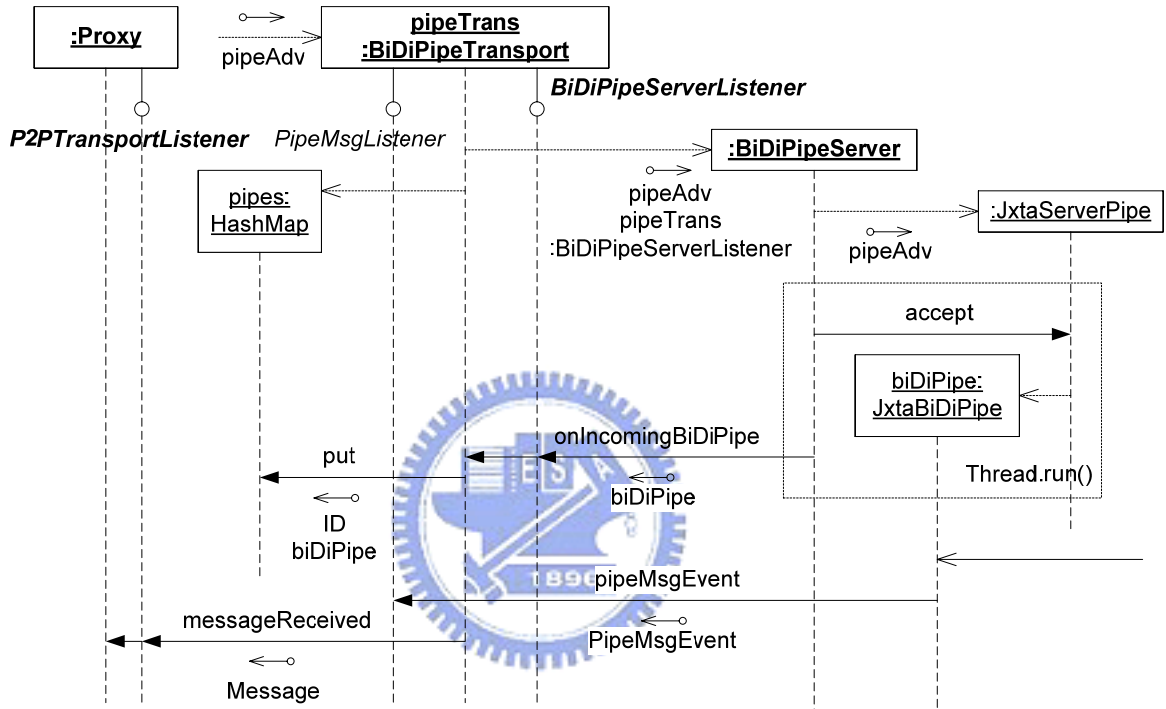 :Proxy
pipeAdv
pipeTrans
:BiDiPipeTransport
BiDiPipeServerListener
P2PTransportListener
PipeMsgListener
:BiDiPipeServer
pipeAdv
pipeTrans
:BiDiPipeServerListener
pipes:
HashMap
:JxtaServerPipe
pipeAdv
accept
biDiPipe:
JxtaBiDiPipe
onIncomingBiDiPipe
biDiPipe
Thread.run()
put
ID
biDiPipe
E S A
1896
pipeMsgEvent
PipeMsgEvent
messageReceived
Message